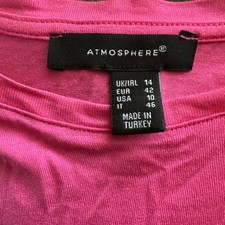 ATMOSPHERE®
UK/IRL 14
EUR 42
USA 10
IT 46
MADE IN
TURKEY